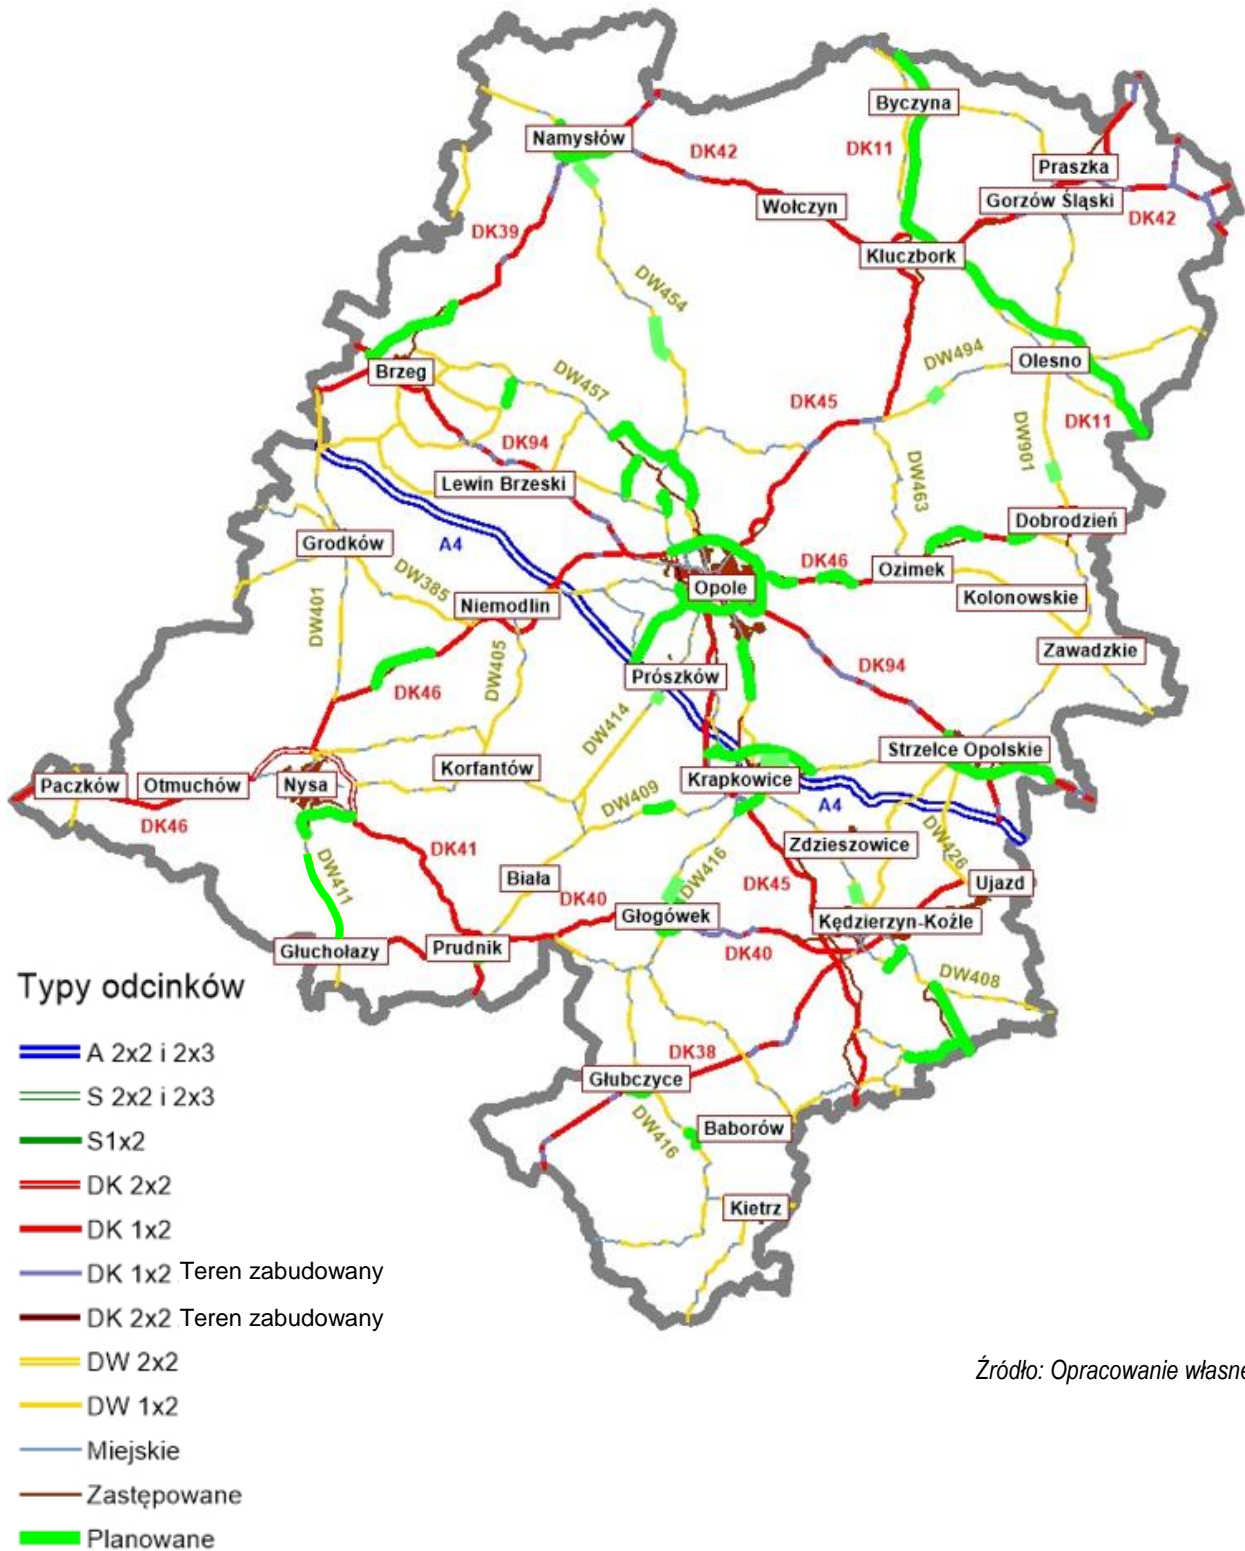 Byczyna
Namysłów
DK42
DK11
Praszka
Gorzów Śląski
Wołczyn
DK42
DK39
Kluczbork
DW454
DW494
Olesno
Brzeg
DW457
DK45
DK11
DW901
DK94
Lewin Brzeski
DW463
Dobrodzień
Grodków
A4
DK46
Ozimek
DW385
Opole
Kolonowskie
Niemodlin
DW401
Zawadzkie
DW405
DK94
Prószków
DK46
DW414
Strzelce Opolskie
Korfantów
Paczków
Otmuchów
Nysa
Krapkowice
DW409
A4
DK46
DW426
DK41
Zdzieszowice
DW416
DW411
Biała
DK45
Ujazd
DK40
Głogówek
Kędzierzyn-Koźle
Głuchołazy
Prudnik
DK40
DW408
Typy odcinków
DK38
A 2x2 i 2x3
Głubczyce
S 2x2 i 2x3
DW416
Baborów
S1x2
DK 2x2
Kietrz
DK 1x2
DK 1x2 Teren zabudowany
DK 2x2 Teren zabudowany
DW 2x2
Źródło: Opracowanie własne
DW 1x2
Miejskie
Zastępowane
Planowane